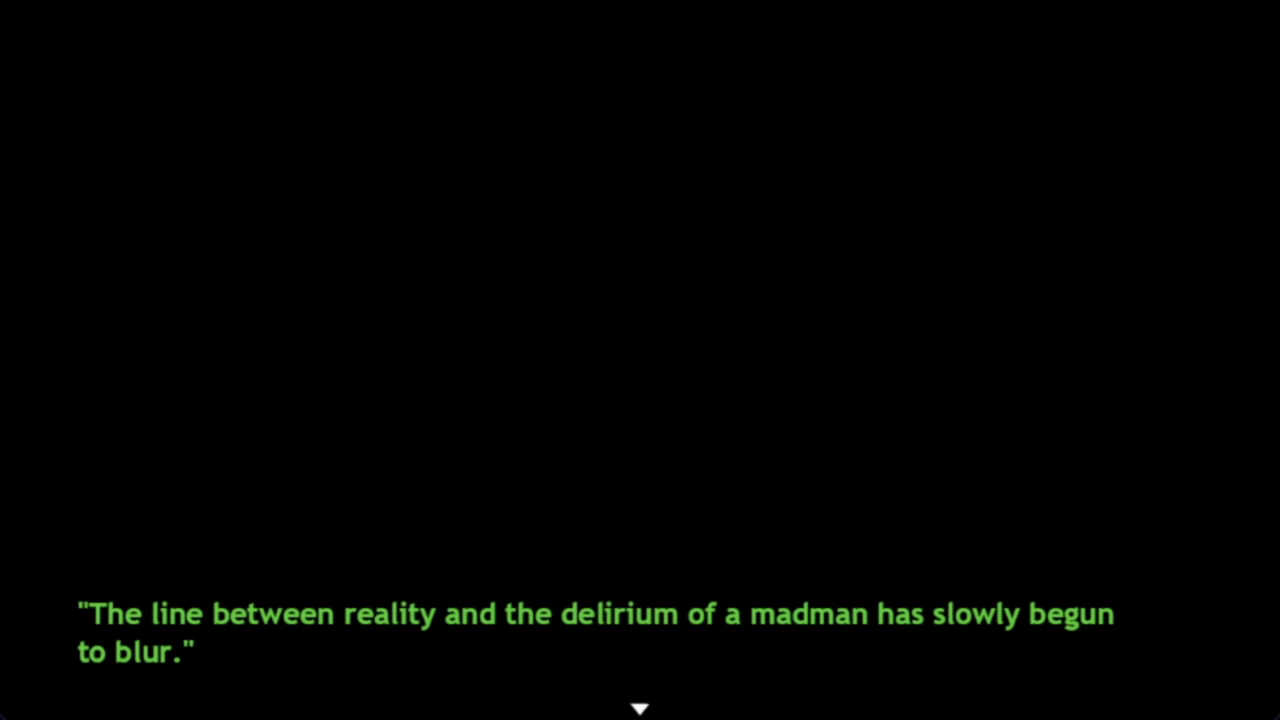 "The line between reality and the delirium of a madman has slowly begun
to blur."